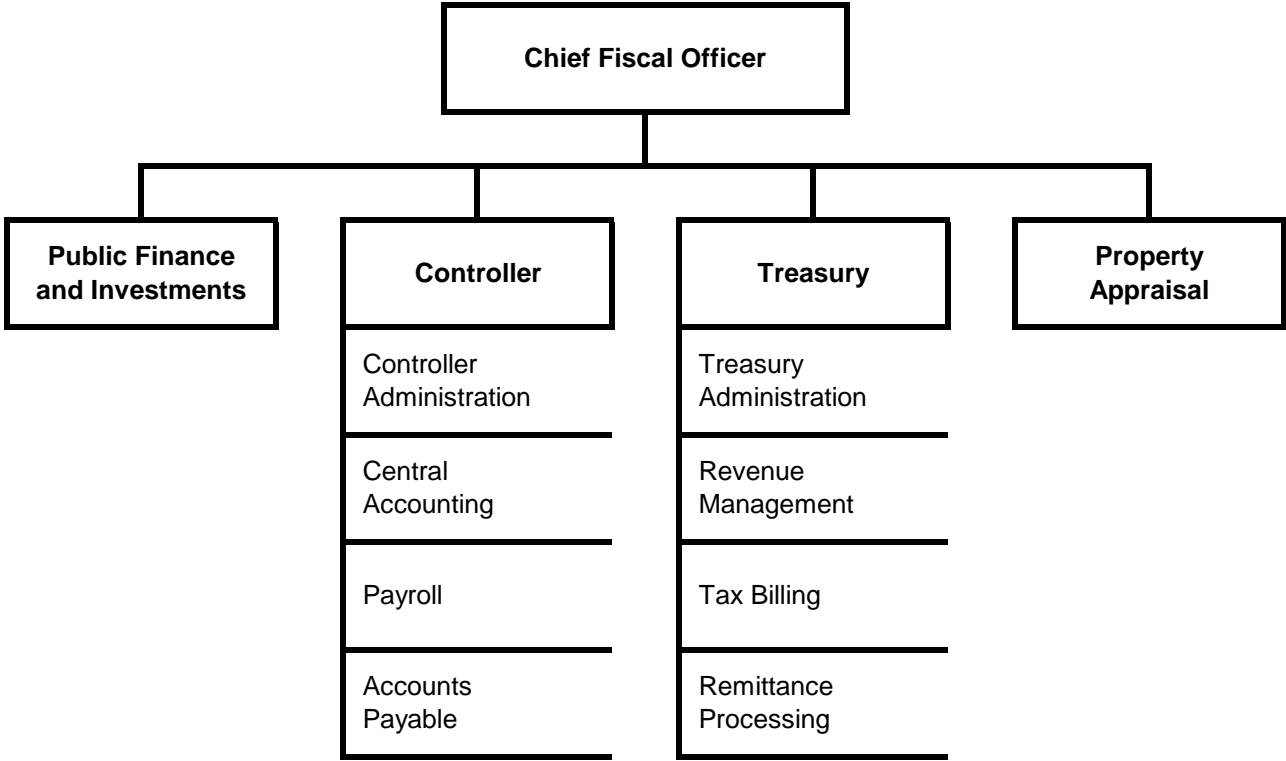 Chief Fiscal Officer
Public Finance
and Investments
Controller
Treasury
Property
Appraisal
Controller
Administration
Treasury
Administration
Central
Accounting
Revenue
Management
Payroll
Tax Billing
Accounts
Payable
Remittance
Processing